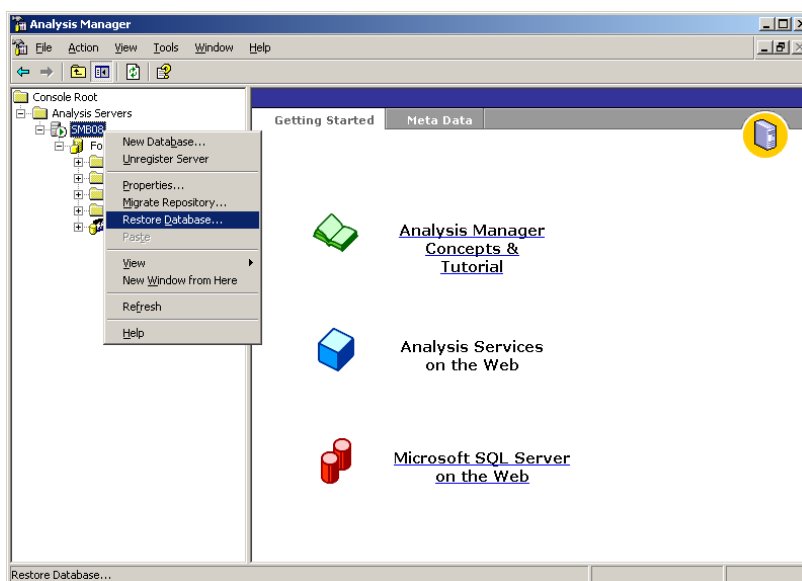 Analysis Manager
File Action View Tools Window Help
Console Root
Analysis Servers
SMB08
Fo
New Database...
Unregister Server
Properties...
Migrate Repository...
Restore Database...
Paste
View
New Window from Here
Refresh
Help
Getting Started Meta Data
Analysis Manager
Concepts &
Tutorial
Analysis Services
on the Web
Microsoft SQL Server
on the Web
Restore Database...